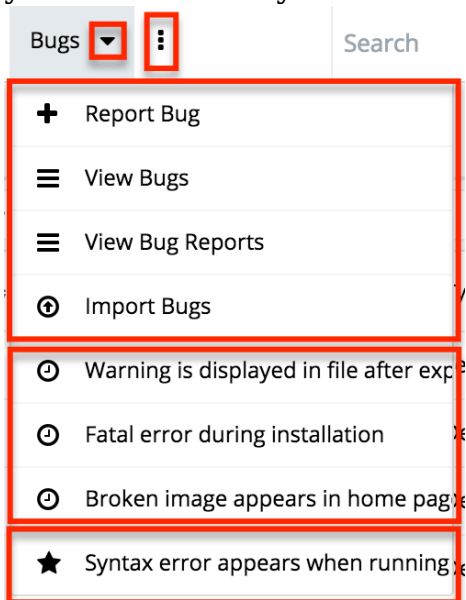 Bugs
Search
Report Bug
View Bugs
View Bug Reports
Import Bugs
Warning is displayed in file after exp
Fatal error during installation
Broken image appears in home pag
Syntax error appears when running